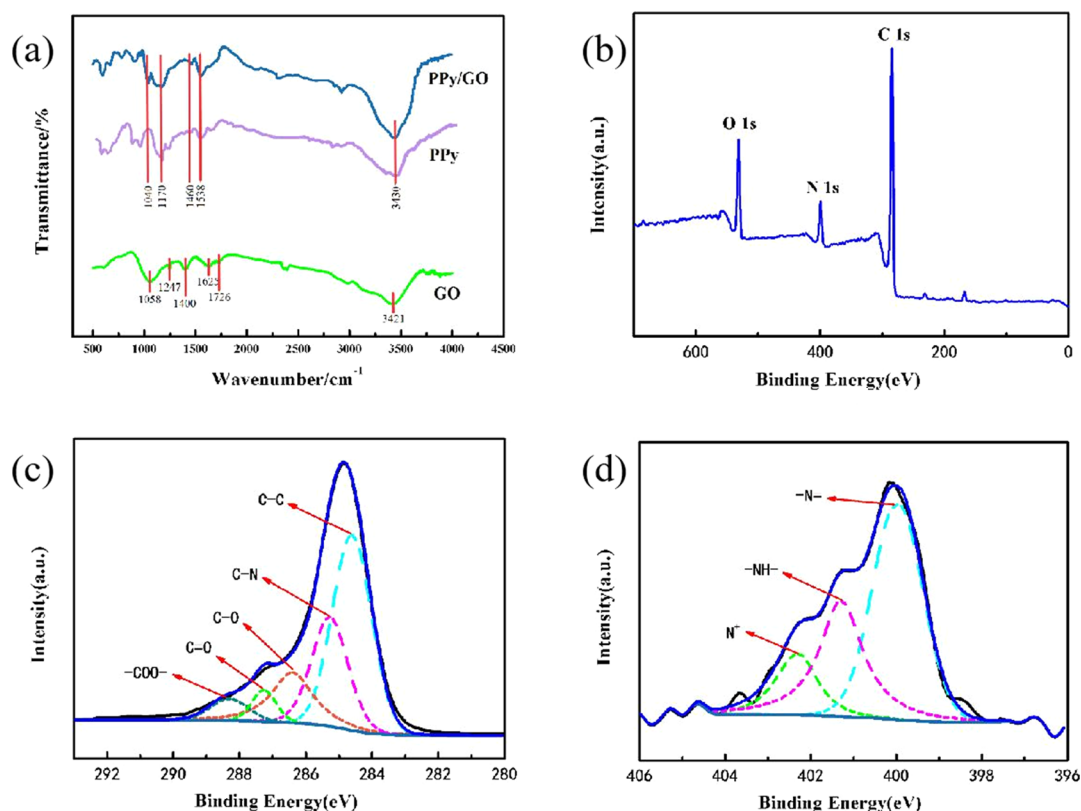 (a)
PPy/GO
PPy
GO
1040
1170
1460
1538
3430
1058
1247
1400
1625
1726
3421
Transmittance/%
500 1000 1500 2000 2500 3000 3500 4000 4500
Wavenumber/cm⁻¹
(b)
C 1s
O 1s
N 1s
Intensity(a.u.)
600 400 200 0
Binding Energy(eV)
(c)
C-C
C-N
C-O
C-O
-COO-
Intensity(a.u.)
292 290 288 286 284 282 280
Binding Energy(eV)
(d)
-N-
-NH-
N⁺
Intensity(a.u.)
406 404 402 400 398 396
Binding Energy(eV)